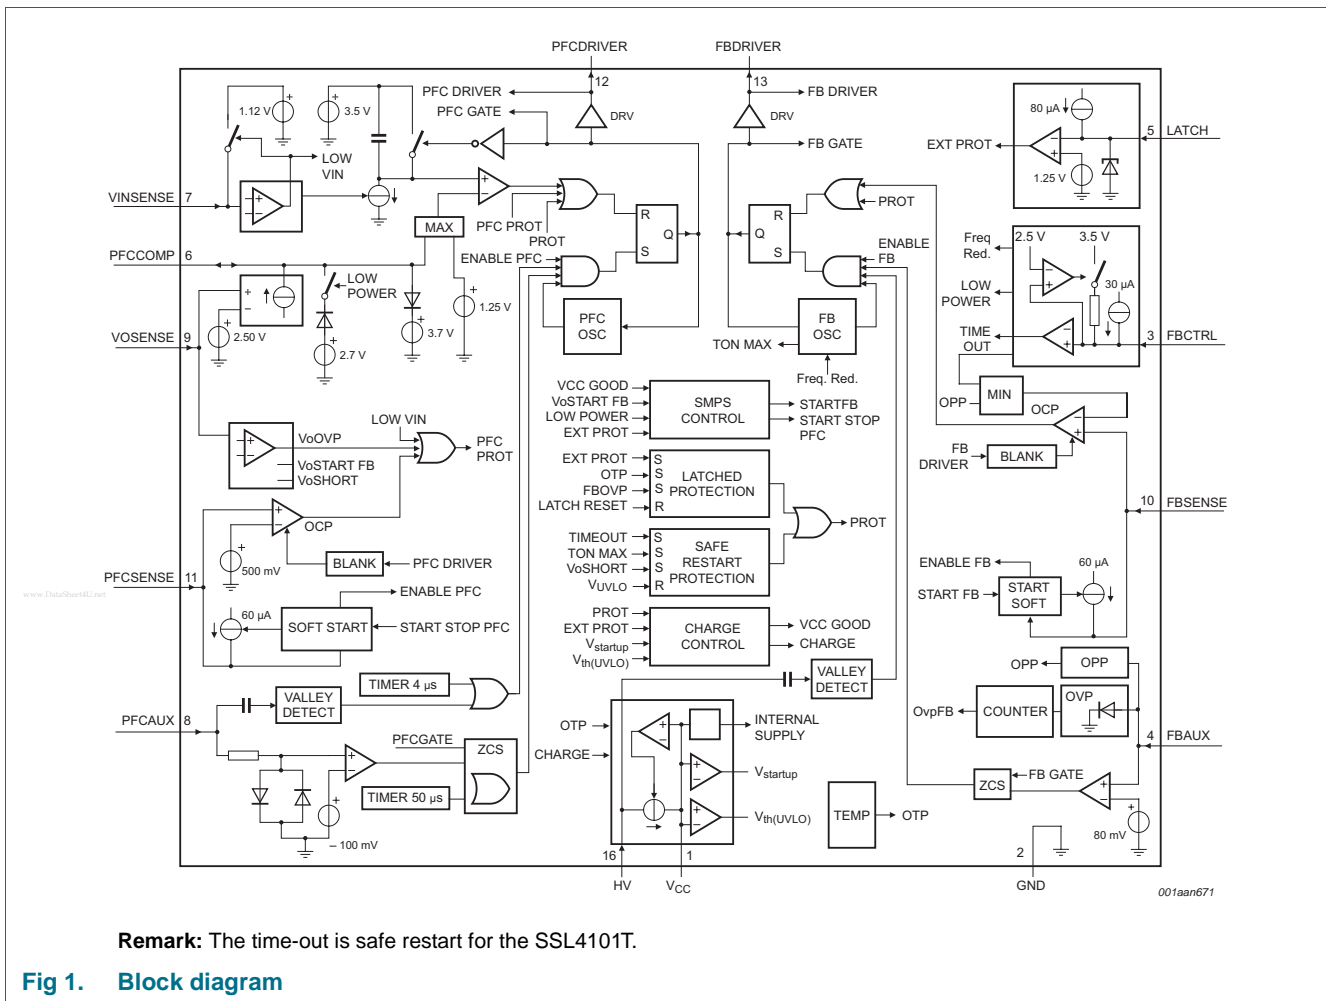 PFCDRIVER
FBDRIVER
12
13
PFC DRIVER
FB DRIVER
PFC GATE
DRV
DRV
FB GATE
1.12 V
3.5 V
LOW
VIN
80 µA
5 LATCH
EXT PROT
1.25 V
VINSENSE 7
MAX
PFC PROT
PROT
R
Q
S
R
Q
S
PROT
ENABLE
FB
PFCCOMP 6
ENABLE PFC
LOW
POWER
1.25 V
2.50 V
2.7 V
3.7 V
VOSENSE 9
PFC
OSC
FB
OSC
TON MAX
Freq. Red.
Freq
Red.
2.5 V
3.5 V
LOW
POWER
30 µA
TIME
OUT
3 FBCTRL
MIN
OPP
OCP
FB
DRIVER
BLANK
VCC GOOD
VoSTART FB
LOW POWER
EXT PROT
SMPS
CONTROL
STARTFB
START STOP
PFC
LOW VIN
VoOVP
VoSTART FB
VoSHORT
PFC
PROT
EXT PROT
OTP
FBOVP
LATCH RESET
S
S
S
R
LATCHED
PROTECTION
PROT
10 FBSENSE
OCP
500 mV
BLANK
PFC DRIVER
TIMEOUT
TON MAX
VoSHORT
VUVLO
S
S
S
R
SAFE
RESTART
PROTECTION
PFCSENSE 11
ENABLE PFC
www.DataSheet4U.net
60 µA
SOFT START
START STOP PFC
ENABLE FB
START FB
START
SOFT
60 µA
PROT
EXT PROT
Vstartup
Vth(UVLO)
CHARGE
CONTROL
VCC GOOD
CHARGE
TIMER 4 µs
VALLEY
DETECT
PFCAUX 8
VALLEY
DETECT
OPP
OPP
OVP
OvpFB
COUNTER
4 FBAUX
OTP
CHARGE
INTERNAL
SUPPLY
Vstartup
Vth(UVLO)
PFCGATE
ZCS
TIMER 50 µs
– 100 mV
TEMP
OTP
ZCS
FB GATE
80 mV
16
HV
1
VCC
2
GND
001aan671
Remark: The time-out is safe restart for the SSL4101T.
Fig 1. Block diagram